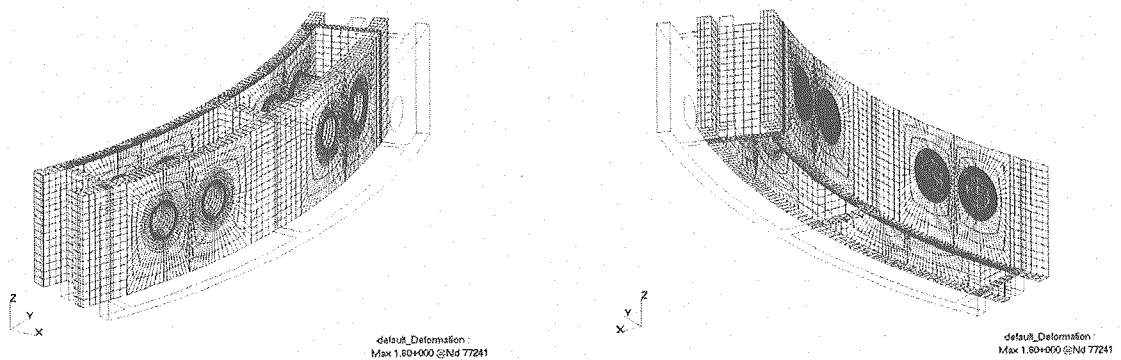 Z
Y
X
default_Deformation :
Max 1.60+000 @Nd 77241
Z
Y
X
default_Deformation :
Max 1.60+000 @Nd 77241